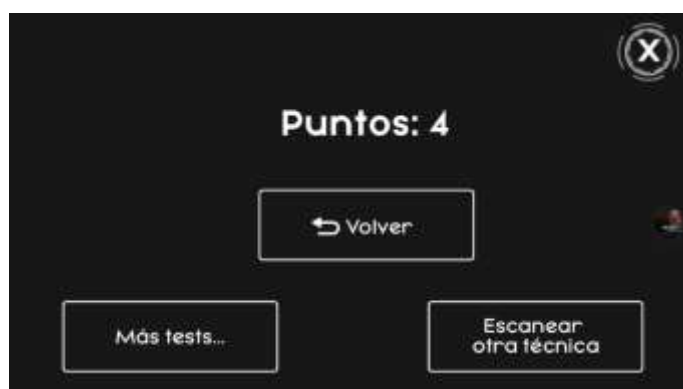 X
Puntos: 4
Volver
Más tests...
Escanear
otra técnica